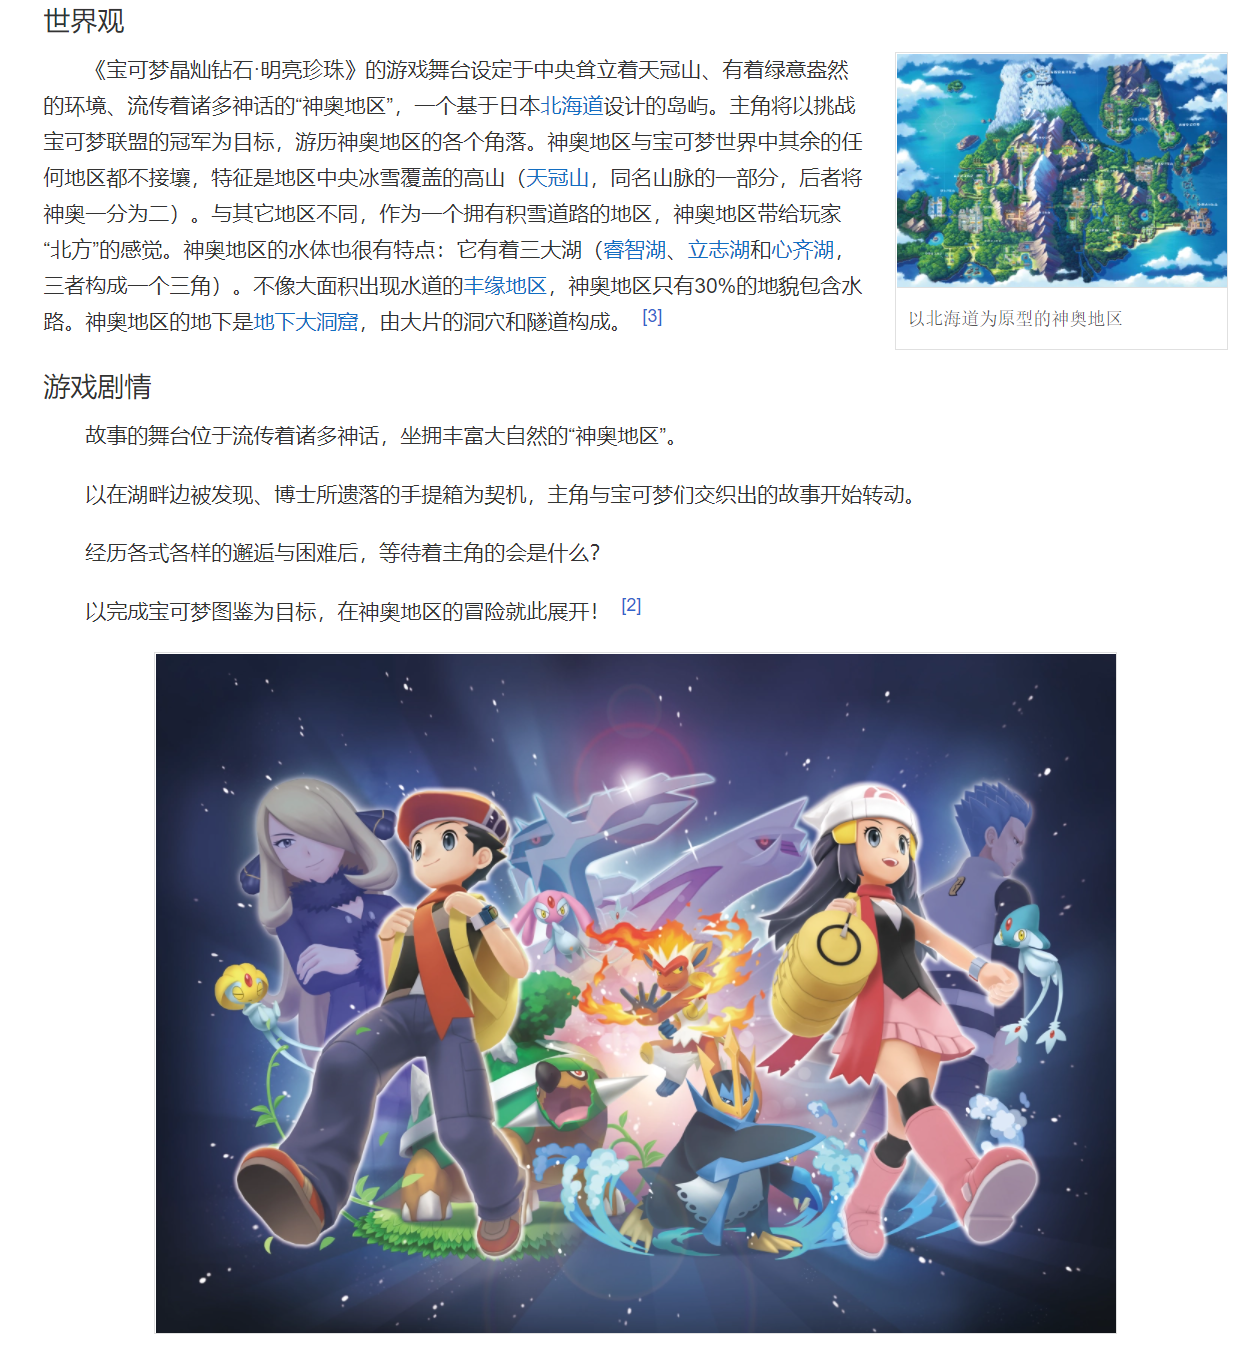 世界观
《宝可梦晶灿钻石·明亮珍珠》的游戏舞台设定于中央耸立着天冠山、有着绿意盎然
的环境、流传着诸多神话的“神奥地区”，一个基于日本北海道设计的岛屿。主角将以挑战
宝可梦联盟的冠军为目标，游历神奥地区的各个角落。神奥地区与宝可梦世界中其余的任
何地区都不接壤，特征是地区中央冰雪覆盖的高山（天冠山，同名山脉的一部分，后者将
神奥一分为二）。与其它地区不同，作为一个拥有积雪道路的地区，神奥地区带给玩家
“北方”的感觉。神奥地区的水体也很有特点：它有着三大湖（睿智湖、立志湖和心齐湖，
三者构成一个三角）。不像大面积出现水道的丰缘地区，神奥地区只有30%的地貌包含水
路。神奥地区的地下是地下大洞窟，由大片的洞穴和隧道构成。 [3]
以北海道为原型的神奥地区
游戏剧情
故事的舞台位于流传着诸多神话，坐拥丰富大自然的“神奥地区”。
以在湖畔边被发现、博士所遗落的手提箱为契机，主角与宝可梦们交织出的故事开始转动。
经历各式各样的邂逅与困难后，等待着主角的会是什么？
以完成宝可梦图鉴为目标，在神奥地区的冒险就此展开！ [2]